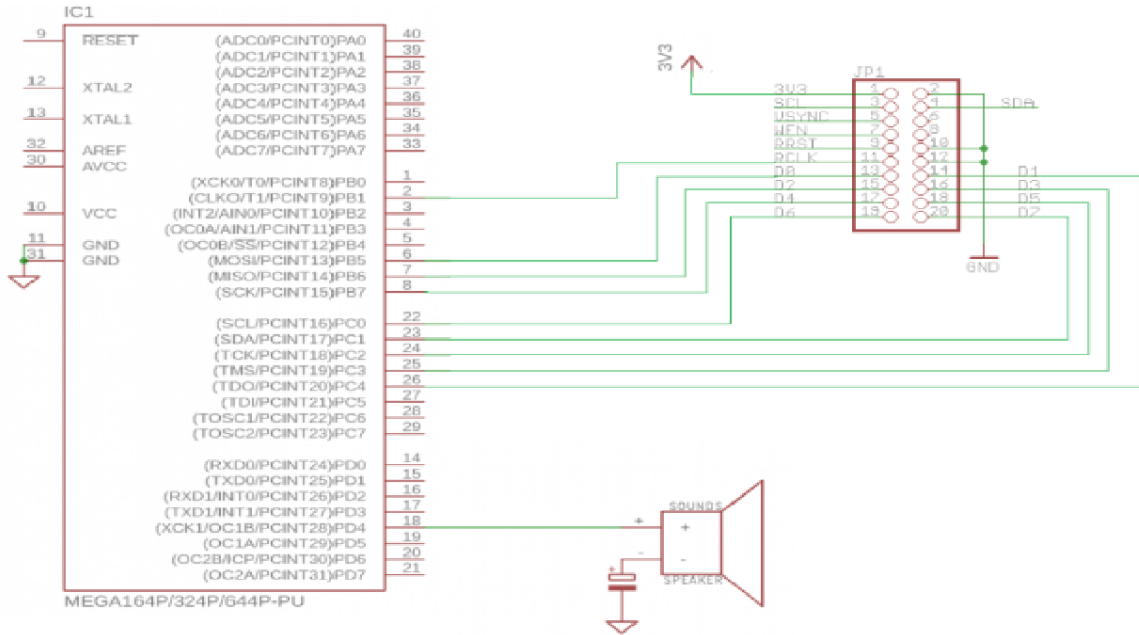 IC1
9 RESET (ADC0/PCINT0)PA0 40
(ADC1/PCINT1)PA1 39
(ADC2/PCINT2)PA2 38
12 XTAL2 (ADC3/PCINT3)PA3 37
(ADC4/PCINT4)PA4 36
13 XTAL1 (ADC5/PCINT5)PA5 35
(ADC6/PCINT6)PA6 34
32 AREF (ADC7/PCINT7)PA7 33
30 AVCC
(XCK0/T0/PCINT8)PB0 1
(CLKO/T1/PCINT9)PB1 2
10 VCC (INT2/AIN0/PCINT10)PB2 3
(OC0A/AIN1/PCINT11)PB3 4
11 GND (OC0B/SS/PCINT12)PB4 5
31 GND (MOSI/PCINT13)PB5 6
(MISO/PCINT14)PB6 7
(SCK/PCINT15)PB7 8
(SCL/PCINT16)PC0 22
(SDA/PCINT17)PC1 23
(TCK/PCINT18)PC2 24
(TMS/PCINT19)PC3 25
(TDO/PCINT20)PC4 26
(TDI/PCINT21)PC5 27
(TOSC1/PCINT22)PC6 28
(TOSC2/PCINT23)PC7 29
(RXD0/PCINT24)PD0 14
(TXD0/PCINT25)PD1 15
(RXD1/INT0/PCINT26)PD2 16
(TXD1/INT1/PCINT27)PD3 17
(XCK1/OC1B/PCINT28)PD4 18
(OC1A/PCINT29)PD5 19
(OC2B/ICP/PCINT30)PD6 20
(OC2A/PCINT31)PD7 21
MEGA164P/324P/644P-PU
3V3
JP1
3V3 1 2
SCL 3 4 SDA
VSYNC 5 6
WEN 7 8
RRST 9 10
RCLK 11 12
D0 13 14 D1
D2 15 16 D3
D4 17 18 D5
D6 19 20 D7
GND
SOUNDS
+ +
- -
SPEAKER
+